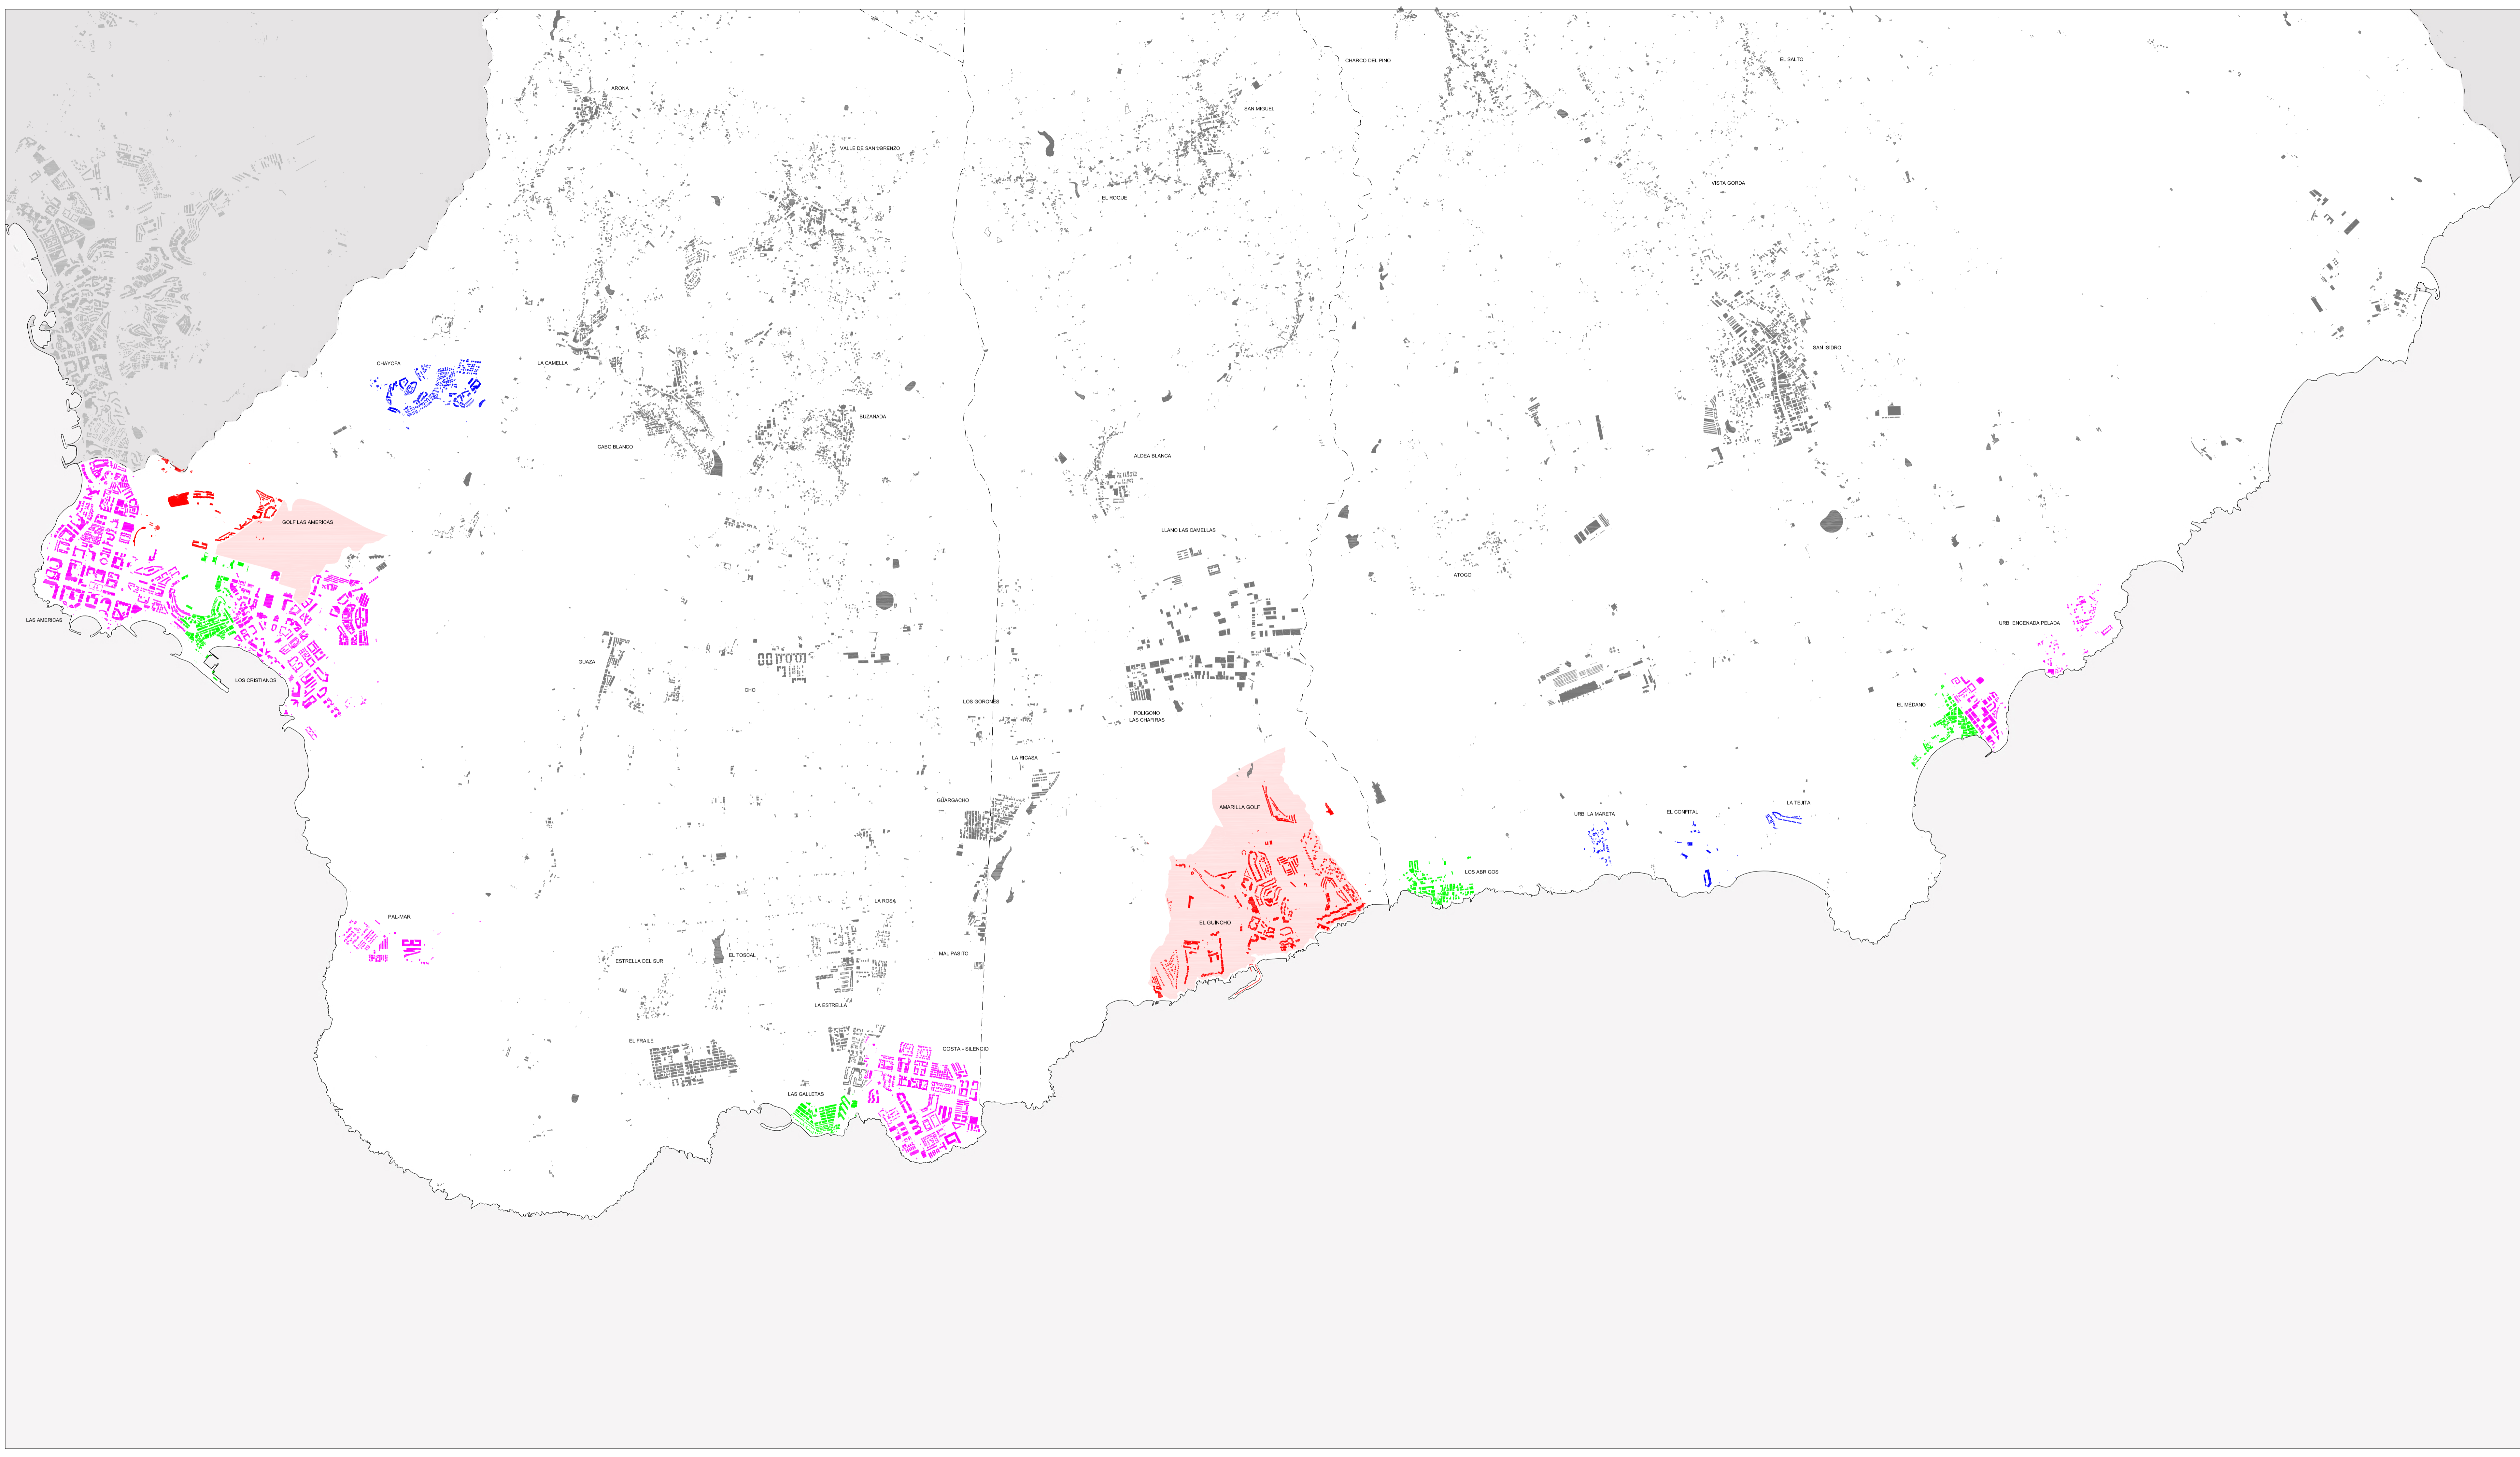 CHARCO DEL PINO
EL SALTO
ARONA
SAN MIGUEL
VALLE DE SAN LORENZO
VISTA GORDA
EL ROQUE
SAN ISIDRO
CHAYOFA
LA CAMELLA
BUZANADA
CABO BLANCO
ALDEA BLANCA
GOLF LAS AMERICAS
LLANO LAS CAMELLAS
ATOGO
LAS AMERICAS
URB. ENCENADA PELADA
GUAZA
LOS CRISTIANOS
CHO
LOS GORONES
EL MEDANO
POLIGONO
LAS CHAFIRAS
LA RICASA
GUARGACHO
AMARILLA GOLF
LA TEJITA
URB. LA MARETA
EL CONFITAL
LOS ABRIGOS
LA ROSA
PAL-MAR
EL GUINCHO
MAL PASITO
EL TOSCAL
ESTRELLA DEL SUR
LA ESTRELLA
EL FRAILE
COSTA - SILENCIO
LAS GALLETAS